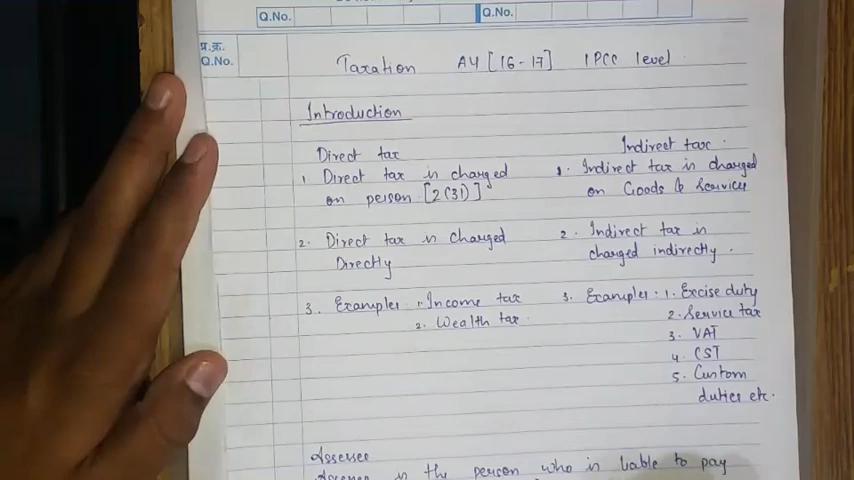 Q.No. Q.No.
प्र.क्र.
Q.No.
Taxation AY [16-17] IPCC level
Introduction
Direct tax
1 Direct tax is charged
on person [2(31)]
2. Direct tax is charged
Directly
3. Examples 1. Income tax
2. Wealth tax
Indirect tax
1. Indirect tax is charged
on Goods & Services
2. Indirect tax is
charged indirectly.
3. Examples: 1. Excise duty
2. Service tax
3. VAT
4. CST
5. Custom
duties etc.
Assessee
Assessee is the person who is liable to pay